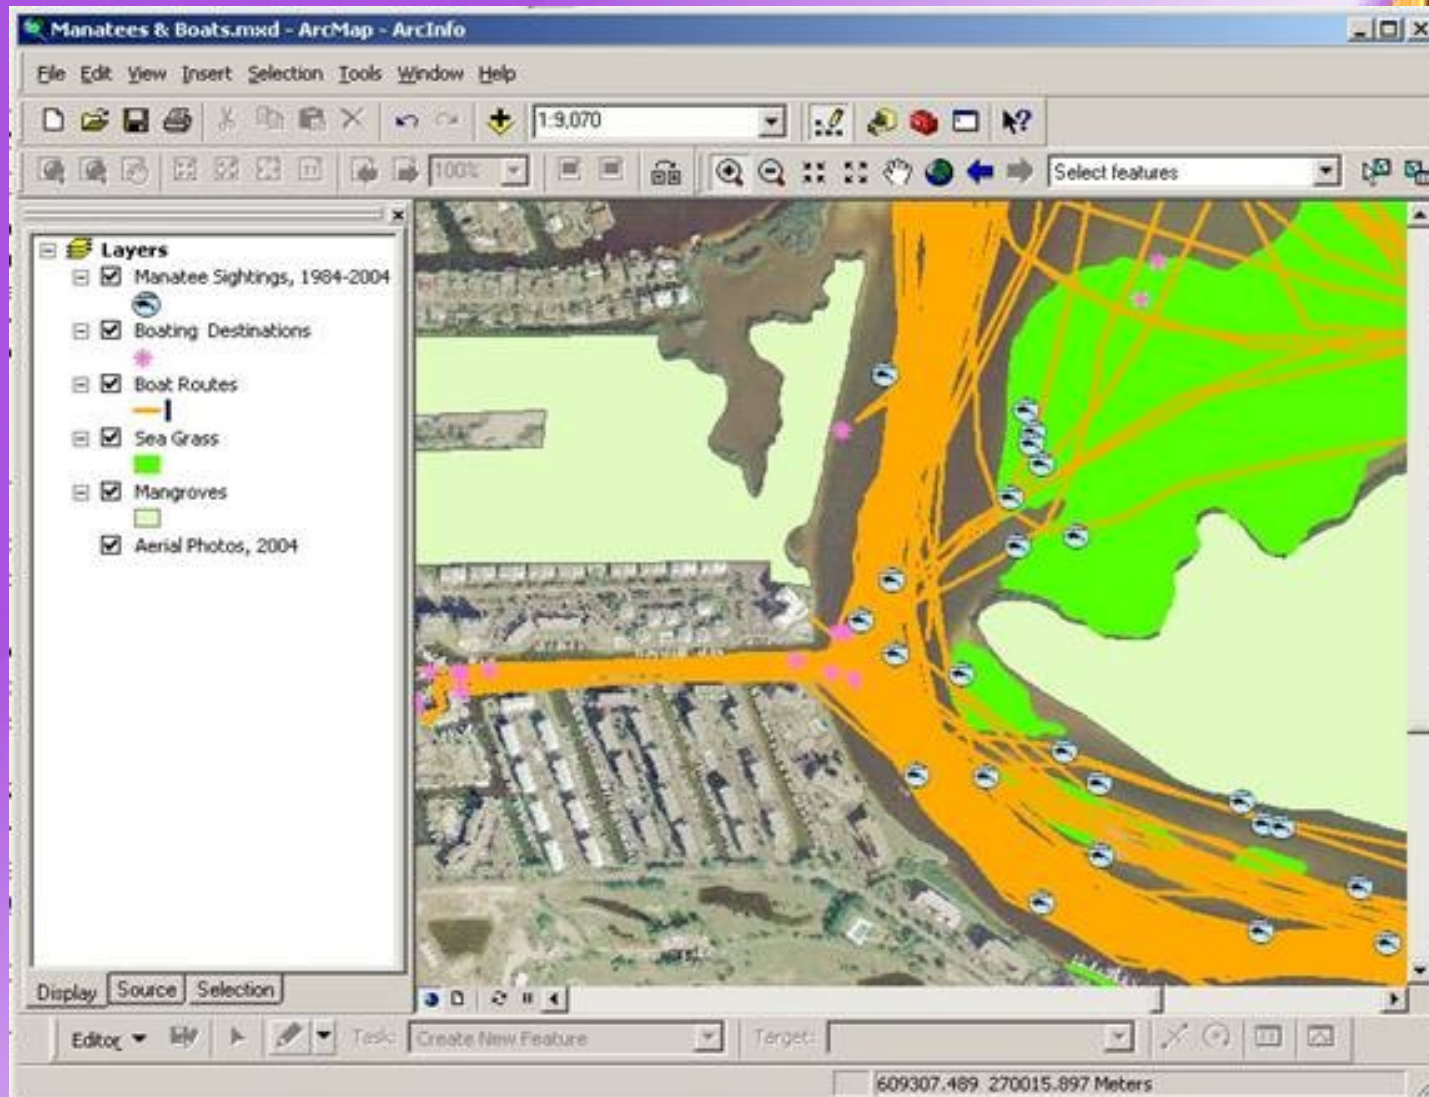 Manatees & Boats.mxd - ArcMap - ArcInfo
File Edit View Insert Selection Tools Window Help
1:9,070
100% Select features
Layers
Manatee Sightings, 1984-2004
Boating Destinations
Boat Routes
Sea Grass
Mangroves
Aerial Photos, 2004
Display Source Selection
Editor Task: Create New Feature Target:
609307.489 270015.897 Meters